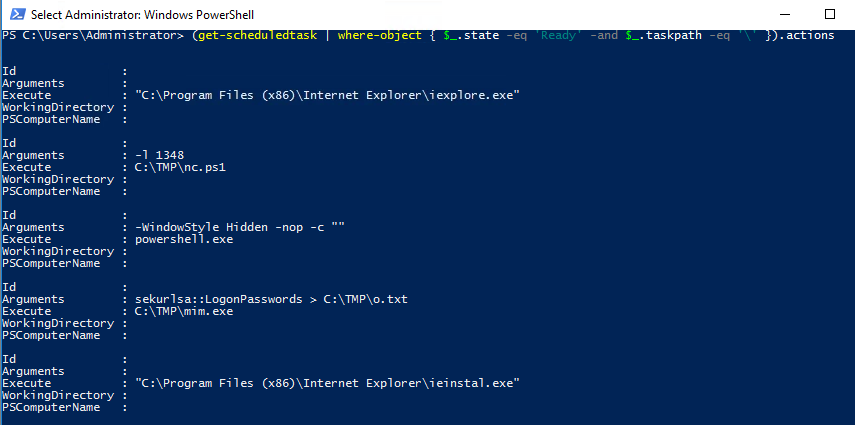 Select Administrator: Windows PowerShell
PS C:\Users\Administrator> (get-scheduledtask | where-object { $_.state -eq 'Ready' -and $_.taskpath -eq '\' }).actions
Id :
Arguments :
Execute : "C:\Program Files (x86)\Internet Explorer\iexplore.exe"
WorkingDirectory :
PSComputerName :
Id :
Arguments : -l 1348
Execute : C:\TMP\nc.ps1
WorkingDirectory :
PSComputerName :
Id :
Arguments : -WindowStyle Hidden -nop -c ""
Execute : powershell.exe
WorkingDirectory :
PSComputerName :
Id :
Arguments : sekurlsa::LogonPasswords > C:\TMP\o.txt
Execute : C:\TMP\mim.exe
WorkingDirectory :
PSComputerName :
Id :
Arguments :
Execute : "C:\Program Files (x86)\Internet Explorer\ieinstal.exe"
WorkingDirectory :
PSComputerName :